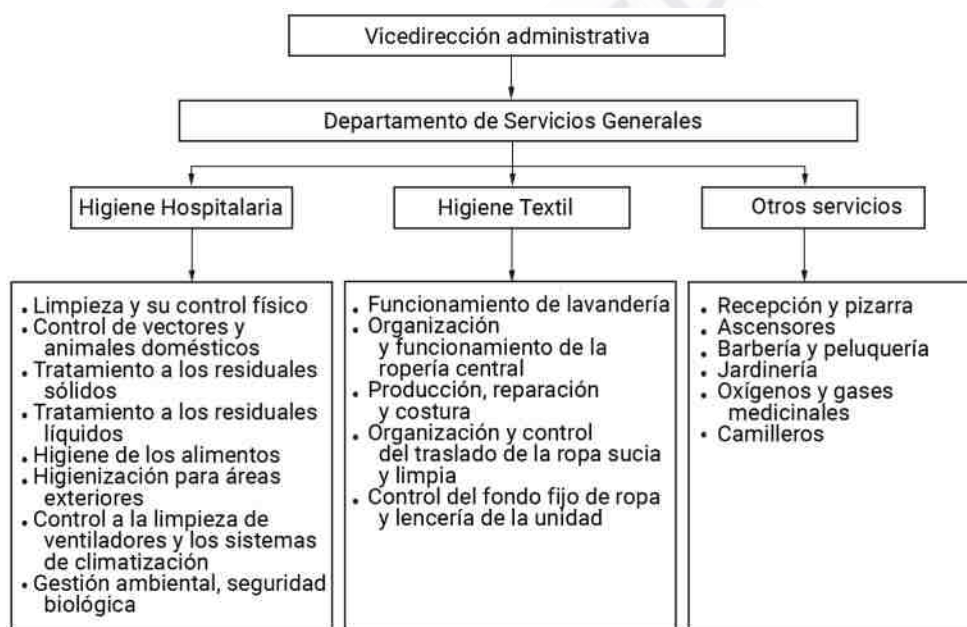 Vicedirección administrativa
Departamento de Servicios Generales
Higiene Hospitalaria
Higiene Textil
Otros servicios
• Limpieza y su control físico
• Control de vectores y
animales domésticos
• Tratamiento a los residuales
sólidos
• Tratamiento a los residuales
líquidos
• Higiene de los alimentos
• Higienización para áreas
exteriores
• Control a la limpieza de
ventiladores y los sistemas
de climatización
• Gestión ambiental, seguridad
biológica
• Funcionamiento de lavandería
• Organización
y funcionamiento de la
ropería central
• Producción, reparación
y costura
• Organización y control
del traslado de la ropa sucia
y limpia
• Control del fondo fijo de ropa
y lencería de la unidad
• Recepción y pizarra
• Ascensores
• Barbería y peluquería
• Jardinería
• Oxígenos y gases
medicinales
• Camilleros